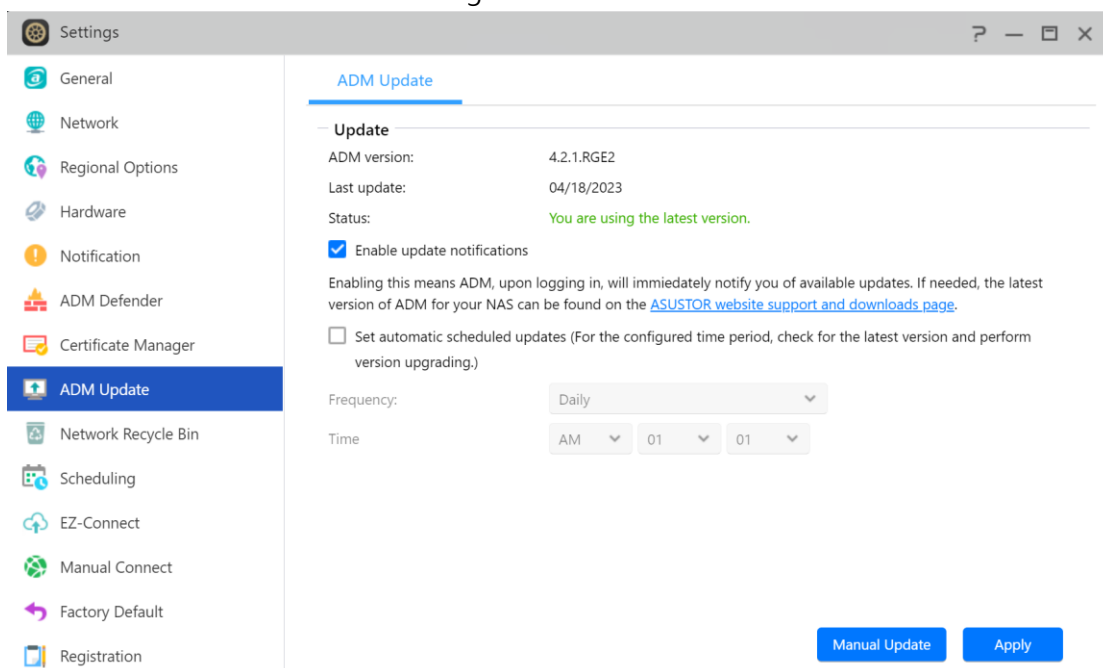 Settings
General
Network
Regional Options
Hardware
Notification
ADM Defender
Certificate Manager
ADM Update
Network Recycle Bin
Scheduling
EZ-Connect
Manual Connect
Factory Default
Registration
ADM Update
Update
ADM version: 4.2.1.RGE2
Last update: 04/18/2023
Status: You are using the latest version.
Enable update notifications
Enabling this means ADM, upon logging in, will immiedately notify you of available updates. If needed, the latest
version of ADM for your NAS can be found on the ASUSTOR website support and downloads page.
Set automatic scheduled updates (For the configured time period, check for the latest version and perform
version upgrading.)
Frequency: Daily
Time AM 01 01
Manual Update Apply